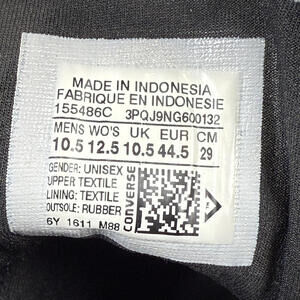 MADE IN INDONESIA
FABRIQUE EN INDONESIE
155486C 3PQJ9NG600132
MENS WO'S UK EUR CM
10.5 12.5 10.5 44.5 29
GENDER: UNISEX
UPPER: TEXTILE
LINING: TEXTILE
OUTSOLE: RUBBER
6Y 1611 M88
CONVERSE